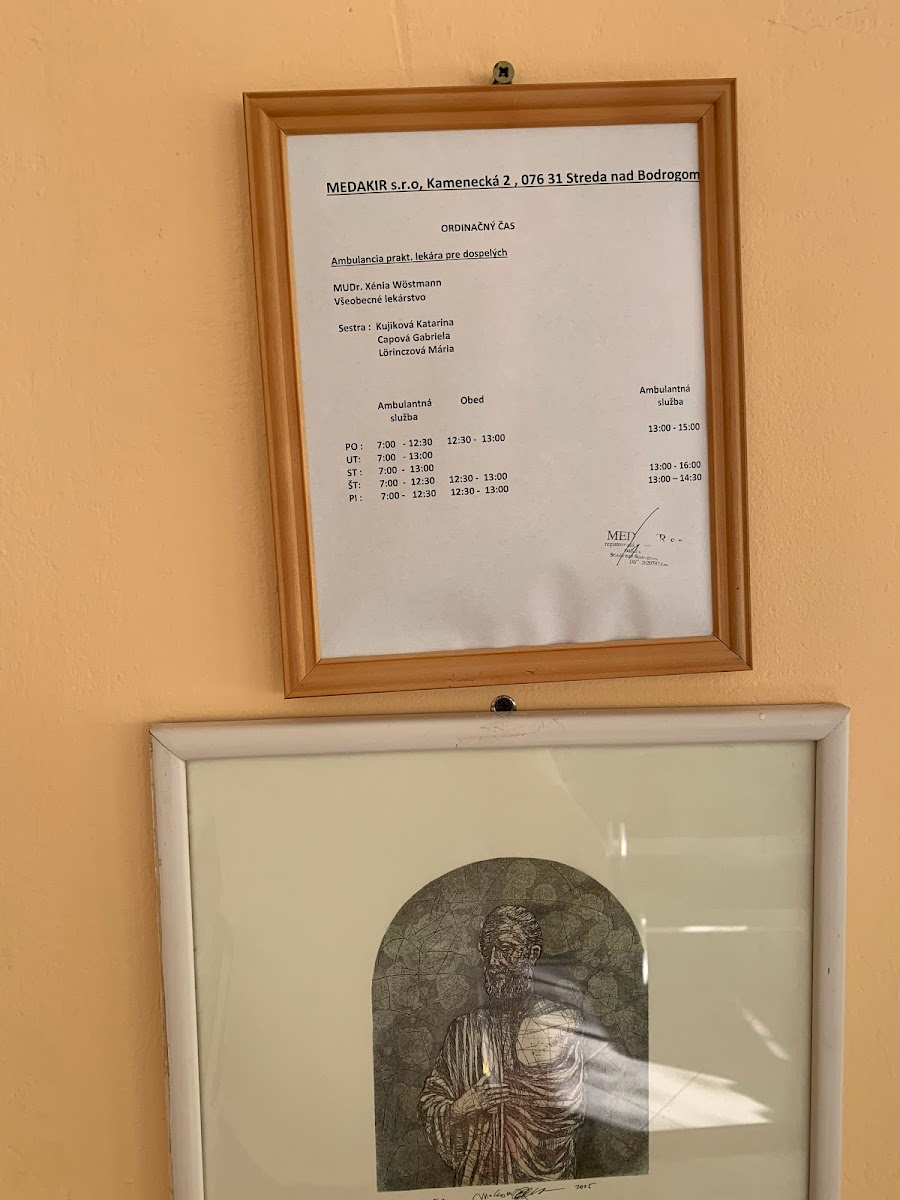 MEDAKIR s.r.o, Kamenecká 2 , 076 31 Streda nad Bodrogom
ORDINAČNÝ ČAS
Ambulancia prakt. lekára pre dospelých
MUDr. Xénia Wöstmann
Všeobecné lekárstvo
Sestra : Kujíková Katarina
Capová Gabriela
Lörinczová Mária
Ambulantná Obed Ambulantná
služba služba
PO : 7:00 - 12:30 12:30 - 13:00 13:00 - 15:00
UT: 7:00 - 13:00
ST : 7:00 - 13:00
ŠT: 7:00 - 12:30 12:30 - 13:00 13:00 - 16:00
PI : 7:00 - 12:30 12:30 - 13:00 13:00 – 14:30
MED
2005